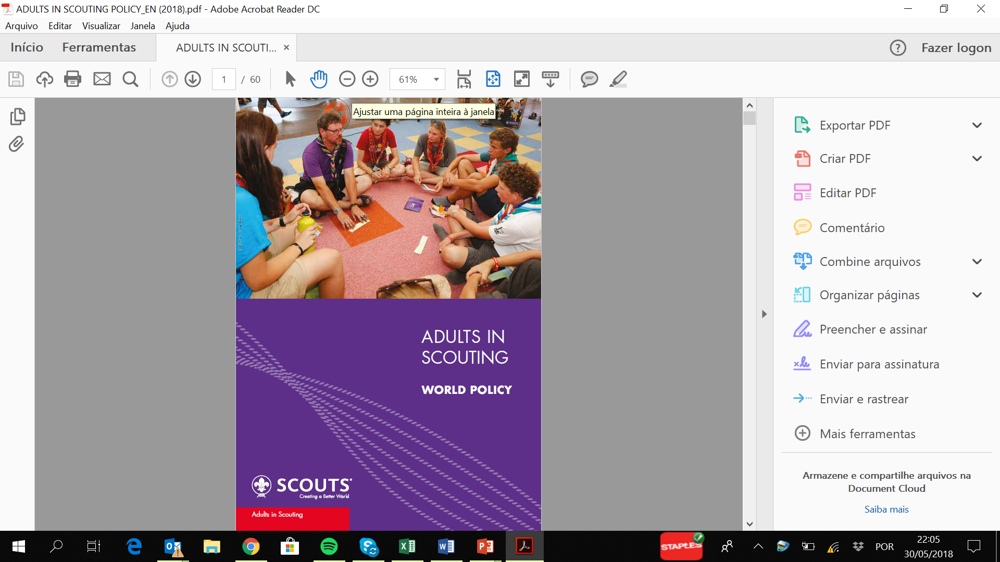 ADULTS IN SCOUTING POLICY_EN (2018).pdf - Adobe Acrobat Reader DC
Arquivo Editar Visualizar Janela Ajuda
Início Ferramentas ADULTS IN SCOUTI... Fazer logon
1 / 60 61%
Ajustar uma página inteira à janela
SCOUTS
ADULTS IN
SCOUTING
WORLD POLICY
SCOUTS
Creating a Better World
Adults in Scouting
Exportar PDF
Criar PDF
Editar PDF
Comentário
Combine arquivos
Organizar páginas
Preencher e assinar
Enviar para assinatura
Enviar e rastrear
Mais ferramentas
Armazene e compartilhe arquivos na
Document Cloud
Saiba mais
STAPLES
POR
22:05
30/05/2018